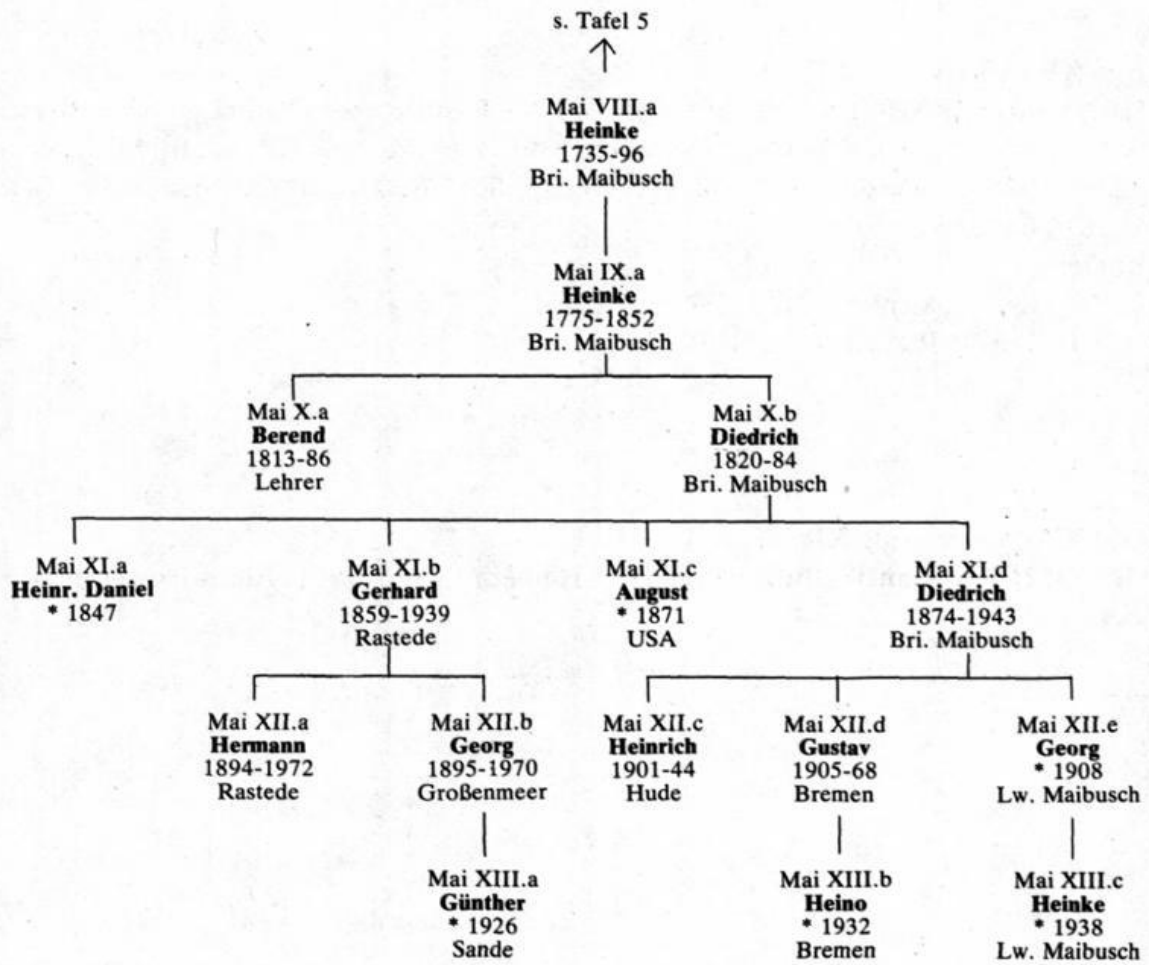 s. Tafel 5
Mai VIII.a
Heinke
1735-96
Bri. Maibusch
Mai IX.a
Heinke
1775-1852
Bri. Maibusch
Mai X.a
Berend
1813-86
Lehrer
Mai X.b
Diedrich
1820-84
Bri. Maibusch
Mai XI.a
Heinr. Daniel
* 1847
Mai XI.b
Gerhard
1859-1939
Rastede
Mai XI.c
August
* 1871
USA
Mai XI.d
Diedrich
1874-1943
Bri. Maibusch
Mai XII.a
Hermann
1894-1972
Rastede
Mai XII.b
Georg
1895-1970
Großenmeer
Mai XII.c
Heinrich
1901-44
Hude
Mai XII.d
Gustav
1905-68
Bremen
Mai XII.e
Georg
* 1908
Lw. Maibusch
Mai XIII.a
Günther
* 1926
Sande
Mai XIII.b
Heino
* 1932
Bremen
Mai XIII.c
Heinke
* 1938
Lw. Maibusch